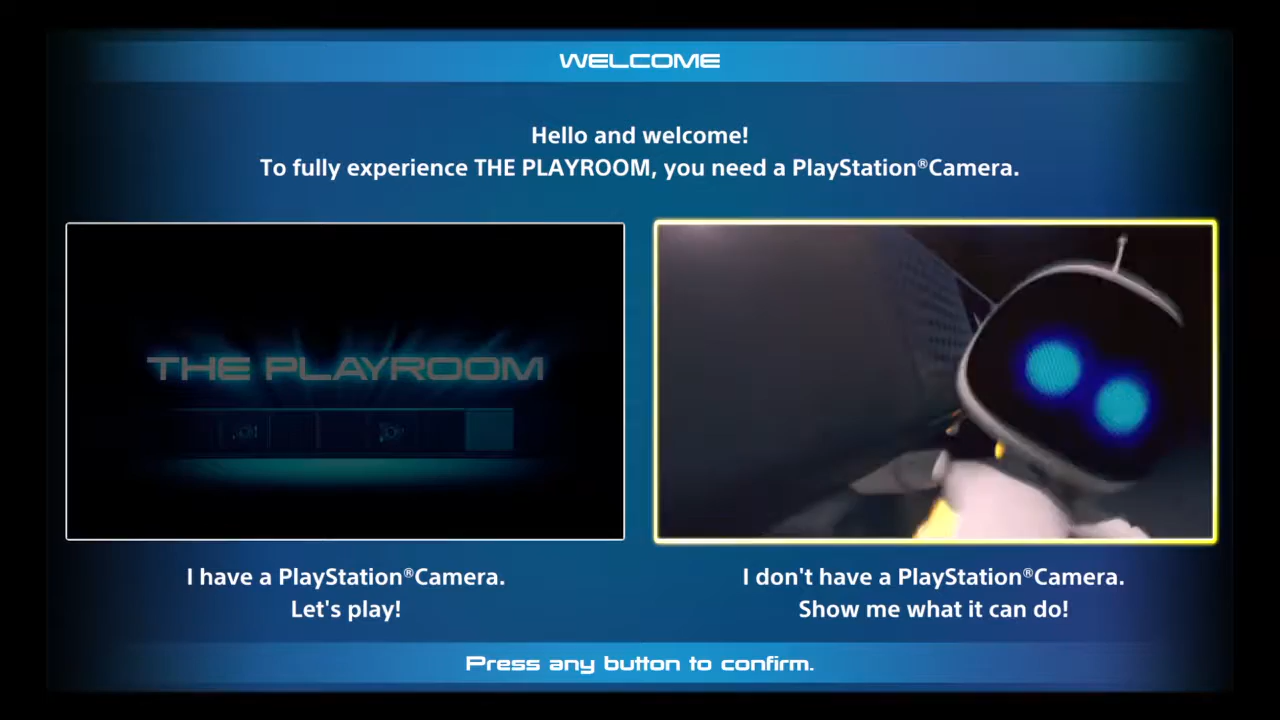 WELCOME
Hello and welcome!
To fully experience THE PLAYROOM, you need a PlayStation®Camera.
THE PLAYROOM
I have a PlayStation®Camera.
Let's play!
I don't have a PlayStation®Camera.
Show me what it can do!
Press any button to confirm.